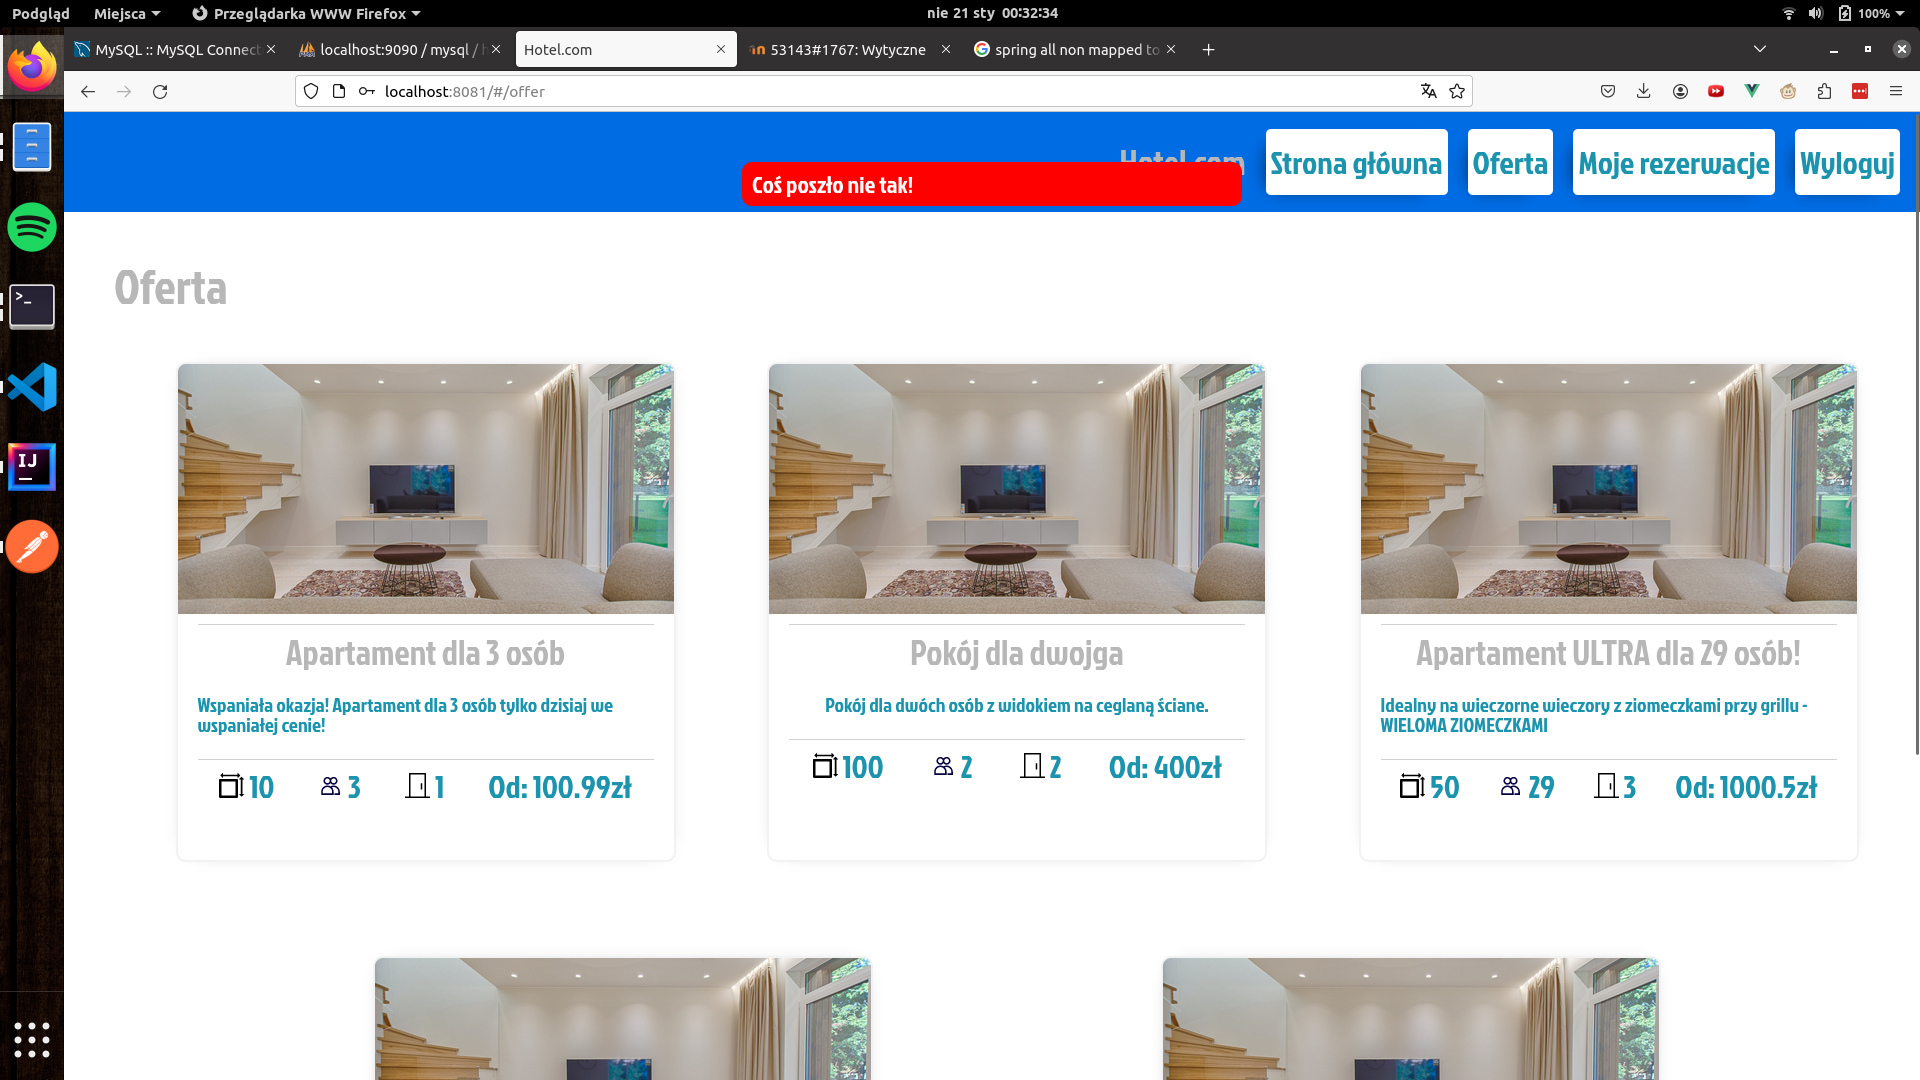 Podgląd Miejsca Przeglądarka WWW Firefox nie 21 sty 00:32:34 100%
MySQL :: MySQL Connect localhost:9090 / mysql / h Hotel.com 53143#1767: Wytyczne spring all non mapped to
localhost:8081/#/offer
Hotel.com Strona główna Oferta Moje rezerwacje Wyloguj
Coś poszło nie tak!
Oferta
Apartament dla 3 osób
Wspaniała okazja! Apartament dla 3 osób tylko dzisiaj we
wspaniałej cenie!
10 3 1 Od: 100.99zł
Pokój dla dwojga
Pokój dla dwóch osób z widokiem na ceglaną ściane.
100 2 2 Od: 400zł
Apartament ULTRA dla 29 osób!
Idealny na wieczorne wieczory z ziomeczkami przy grillu -
WIELOMA ZIOMECZKAMI
50 29 3 Od: 1000.5zł